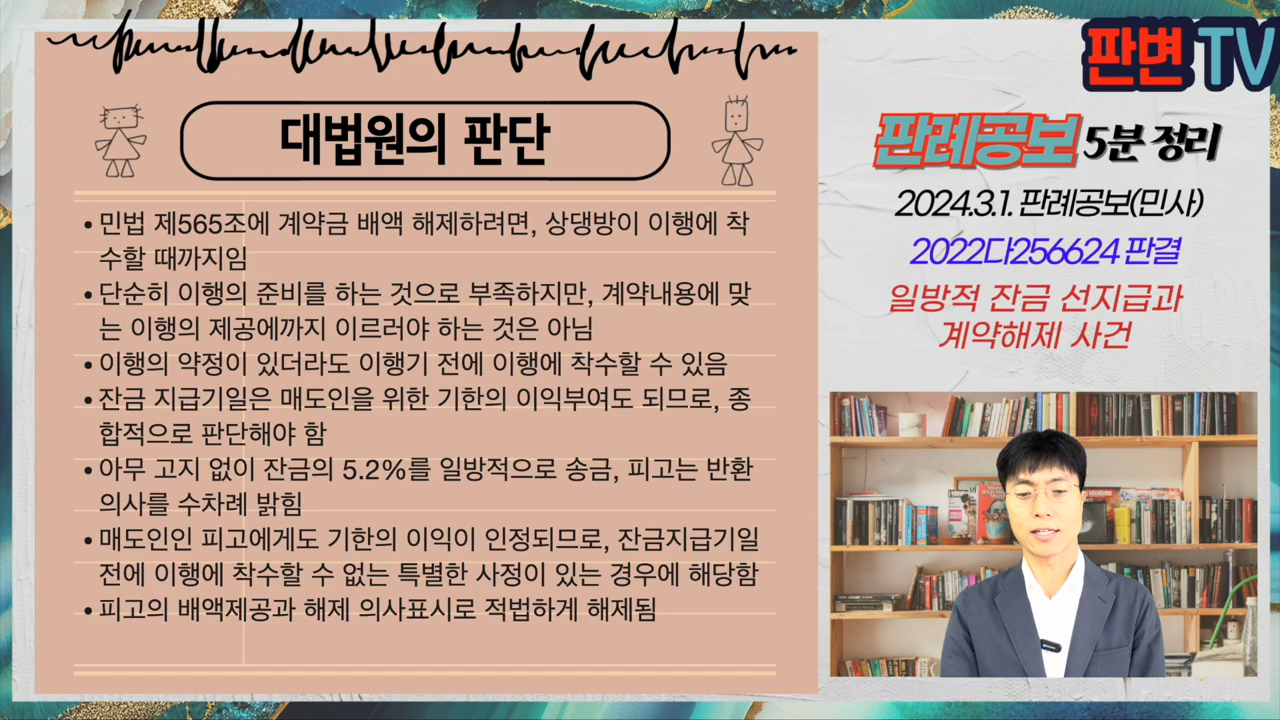 대법원의 판단
• 민법 제565조에 계약금 배액 해제하려면, 상댕방이 이행에 착
수할 때까지임
• 단순히 이행의 준비를 하는 것으로 부족하지만, 계약내용에 맞
는 이행의 제공에까지 이르러야 하는 것은 아님
• 이행의 약정이 있더라도 이행기 전에 이행에 착수할 수 있음
• 잔금 지급기일은 매도인을 위한 기한의 이익부여도 되므로, 종
합적으로 판단해야 함
• 아무 고지 없이 잔금의 5.2%를 일방적으로 송금, 피고는 반환
의사를 수차례 밝힘
• 매도인인 피고에게도 기한의 이익이 인정되므로, 잔금지급기일
전에 이행에 착수할 수 없는 특별한 사정이 있는 경우에 해당함
• 피고의 배액제공과 해제 의사표시로 적법하게 해제됨
판변 TV
판례공보 5분 정리
2024.3.1. 판례공보(민사)
2022다256624 판결
일방적 잔금 선지급과
계약해제 사건